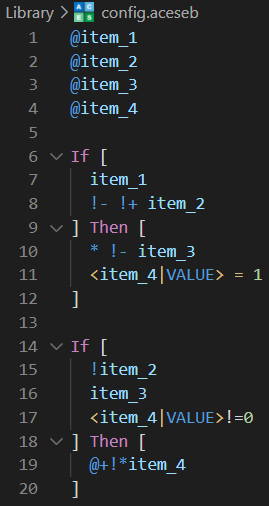 Library > config.aceseb
1 @item_1
2 @item_2
3 @item_3
4 @item_4
5
6 If [
7 item_1
8 !- !+ item_2
9 ] Then [
10 * !- item_3
11 <item_4|VALUE> = 1
12 ]
13
14 If [
15 !item_2
16 item_3
17 <item_4|VALUE>!=0
18 ] Then [
19 @+!*item_4
20 ]